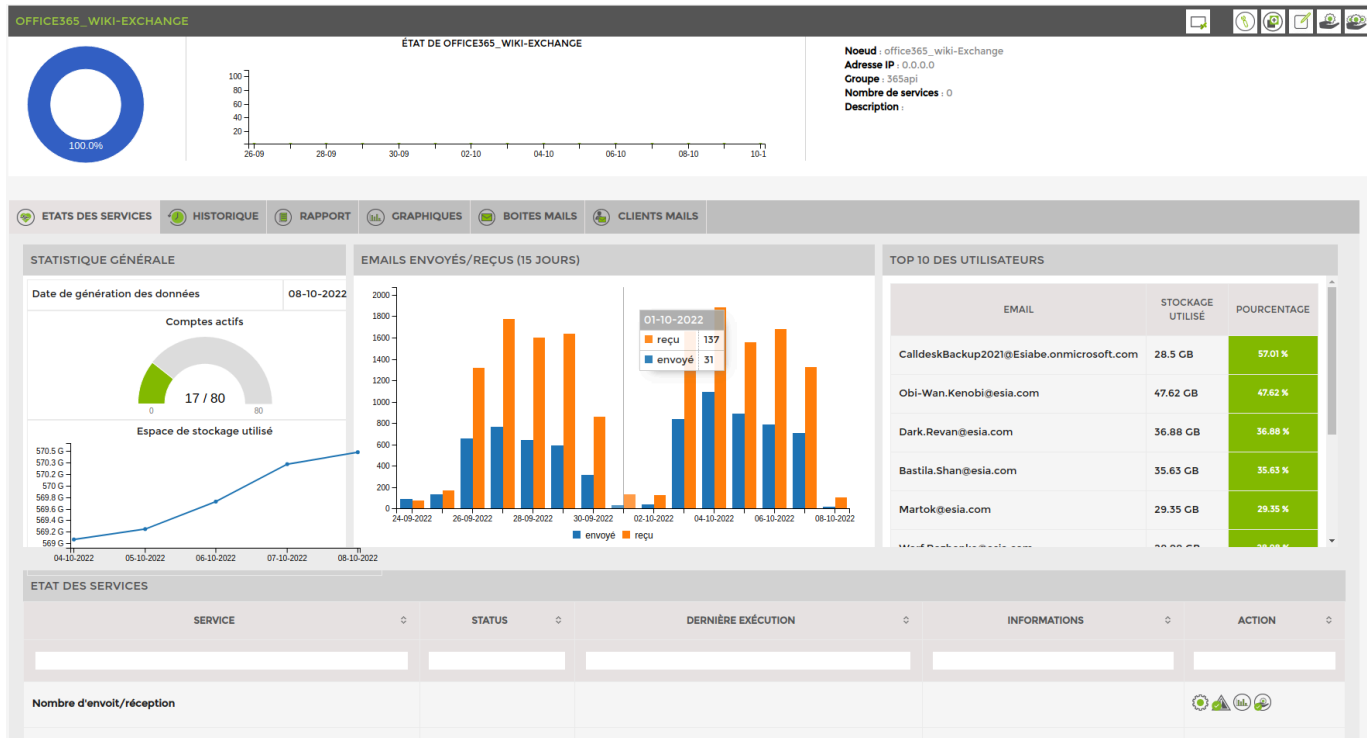 OFFICE365_WIKI-EXCHANGE
100.0%
ÉTAT DE OFFICE365_WIKI-EXCHANGE
100
80
60
40
20
26-09 28-09 30-09 02-10 04-10 06-10 08-10 10-1
Noeud : office365_wiki-Exchange
Adresse IP : 0.0.0.0
Groupe : 365api
Nombre de services : 0
Description :
ETATS DES SERVICES HISTORIQUE RAPPORT GRAPHIQUES BOITES MAILS CLIENTS MAILS
STATISTIQUE GÉNÉRALE
Date de génération des données 08-10-2022
Comptes actifs
17 / 80
0 80
Espace de stockage utilisé
570.5 G
570.3 G
570.2 G
570 G
569.8 G
569.6 G
569.4 G
569.2 G
569 G
04-10-2022 05-10-2022 06-10-2022 07-10-2022 08-10-2022
EMAILS ENVOYÉS/REÇUS (15 JOURS)
2000
1800
1600
1400
1200
1000
800
600
400
200
0
24-09-2022 26-09-2022 28-09-2022 30-09-2022 02-10-2022 04-10-2022 06-10-2022 08-10-2022
01-10-2022
reçu 137
envoyé 31
envoyé reçu
TOP 10 DES UTILISATEURS
EMAIL STOCKAGE UTILISÉ POURCENTAGE
CalldeskBackup2021@Esiabe.onmicrosoft.com 28.5 GB 57.01 %
Obi-Wan.Kenobi@esia.com 47.62 GB 47.62 %
Dark.Revan@esia.com 36.88 GB 36.88 %
Bastila.Shan@esia.com 35.63 GB 35.63 %
Martok@esia.com 29.35 GB 29.35 %
ETAT DES SERVICES
SERVICE STATUS DERNIÈRE EXÉCUTION INFORMATIONS ACTION
Nombre d'envoit/réception